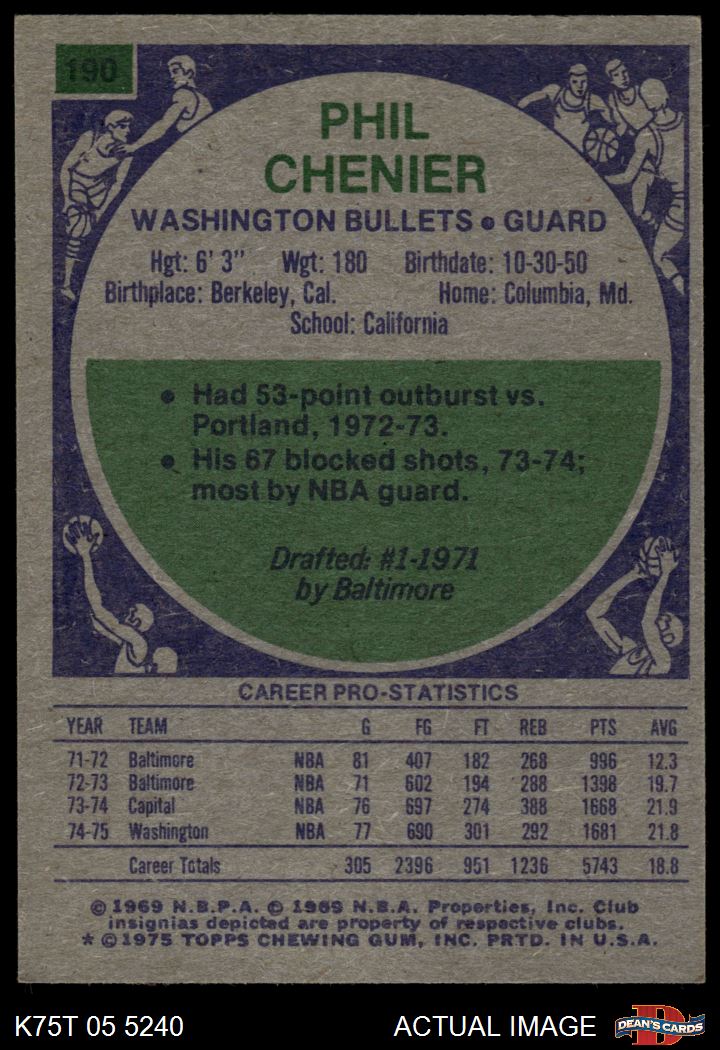 190
PHIL
CHENIER
WASHINGTON BULLETS • GUARD
Hgt: 6' 3" Wgt: 180 Birthdate: 10-30-50
Birthplace: Berkeley, Cal. Home: Columbia, Md.
School: California
• Had 53-point outburst vs.
Portland, 1972-73.
• His 67 blocked shots, 73-74;
most by NBA guard.
Drafted: #1-1971
by Baltimore
CAREER PRO-STATISTICS
YEAR TEAM G FG FT REB PTS AVG
71-72 Baltimore NBA 81 407 182 268 996 12.3
72-73 Baltimore NBA 71 602 194 288 1398 19.7
73-74 Capital NBA 76 697 274 388 1668 21.9
74-75 Washington NBA 77 690 301 292 1681 21.8
Career Totals 305 2396 951 1236 5743 18.8
© 1969 N.B.P.A. © 1969 N.B.A. Properties, Inc. Club
insignias depicted are property of respective clubs.
* © 1975 TOPPS CHEWING GUM, INC. PRTD. IN U.S.A.
K75T 05 5240 ACTUAL IMAGE DEAN'S CARDS